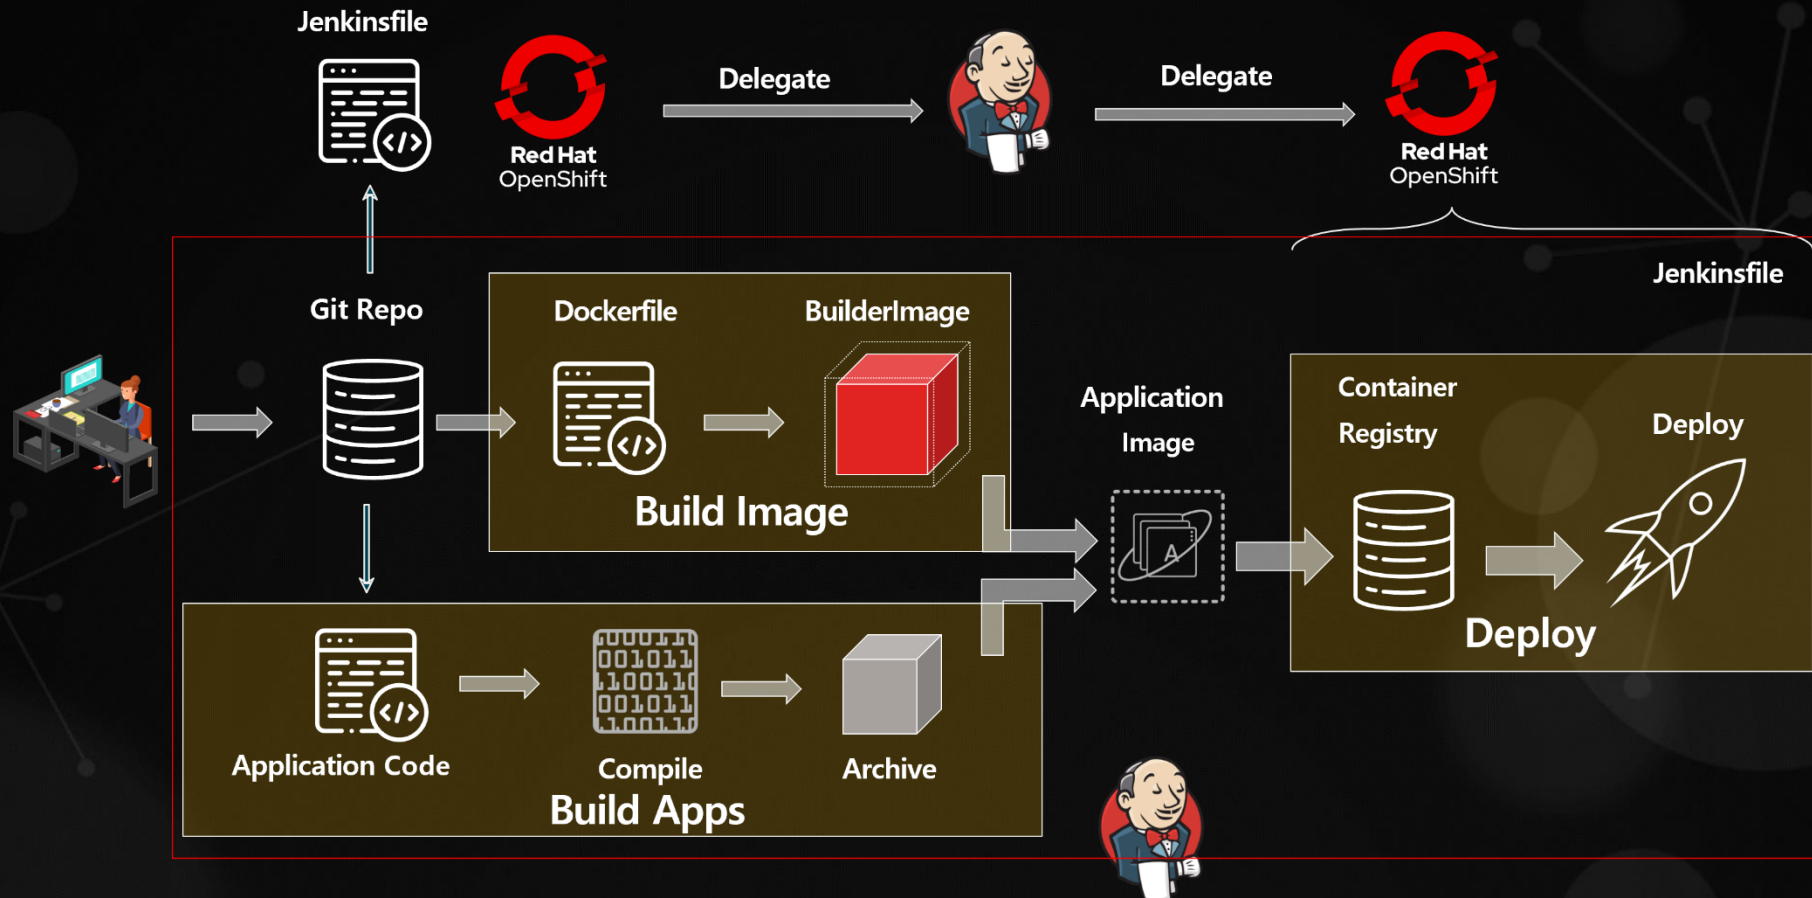 Jenkinsfile
Red Hat
OpenShift
Delegate
Delegate
Red Hat
OpenShift
Jenkinsfile
Git Repo
Dockerfile
BuilderImage
Build Image
Application
Image
A
Container
Registry
Deploy
Deploy
Application Code
Compile
Archive
Build Apps